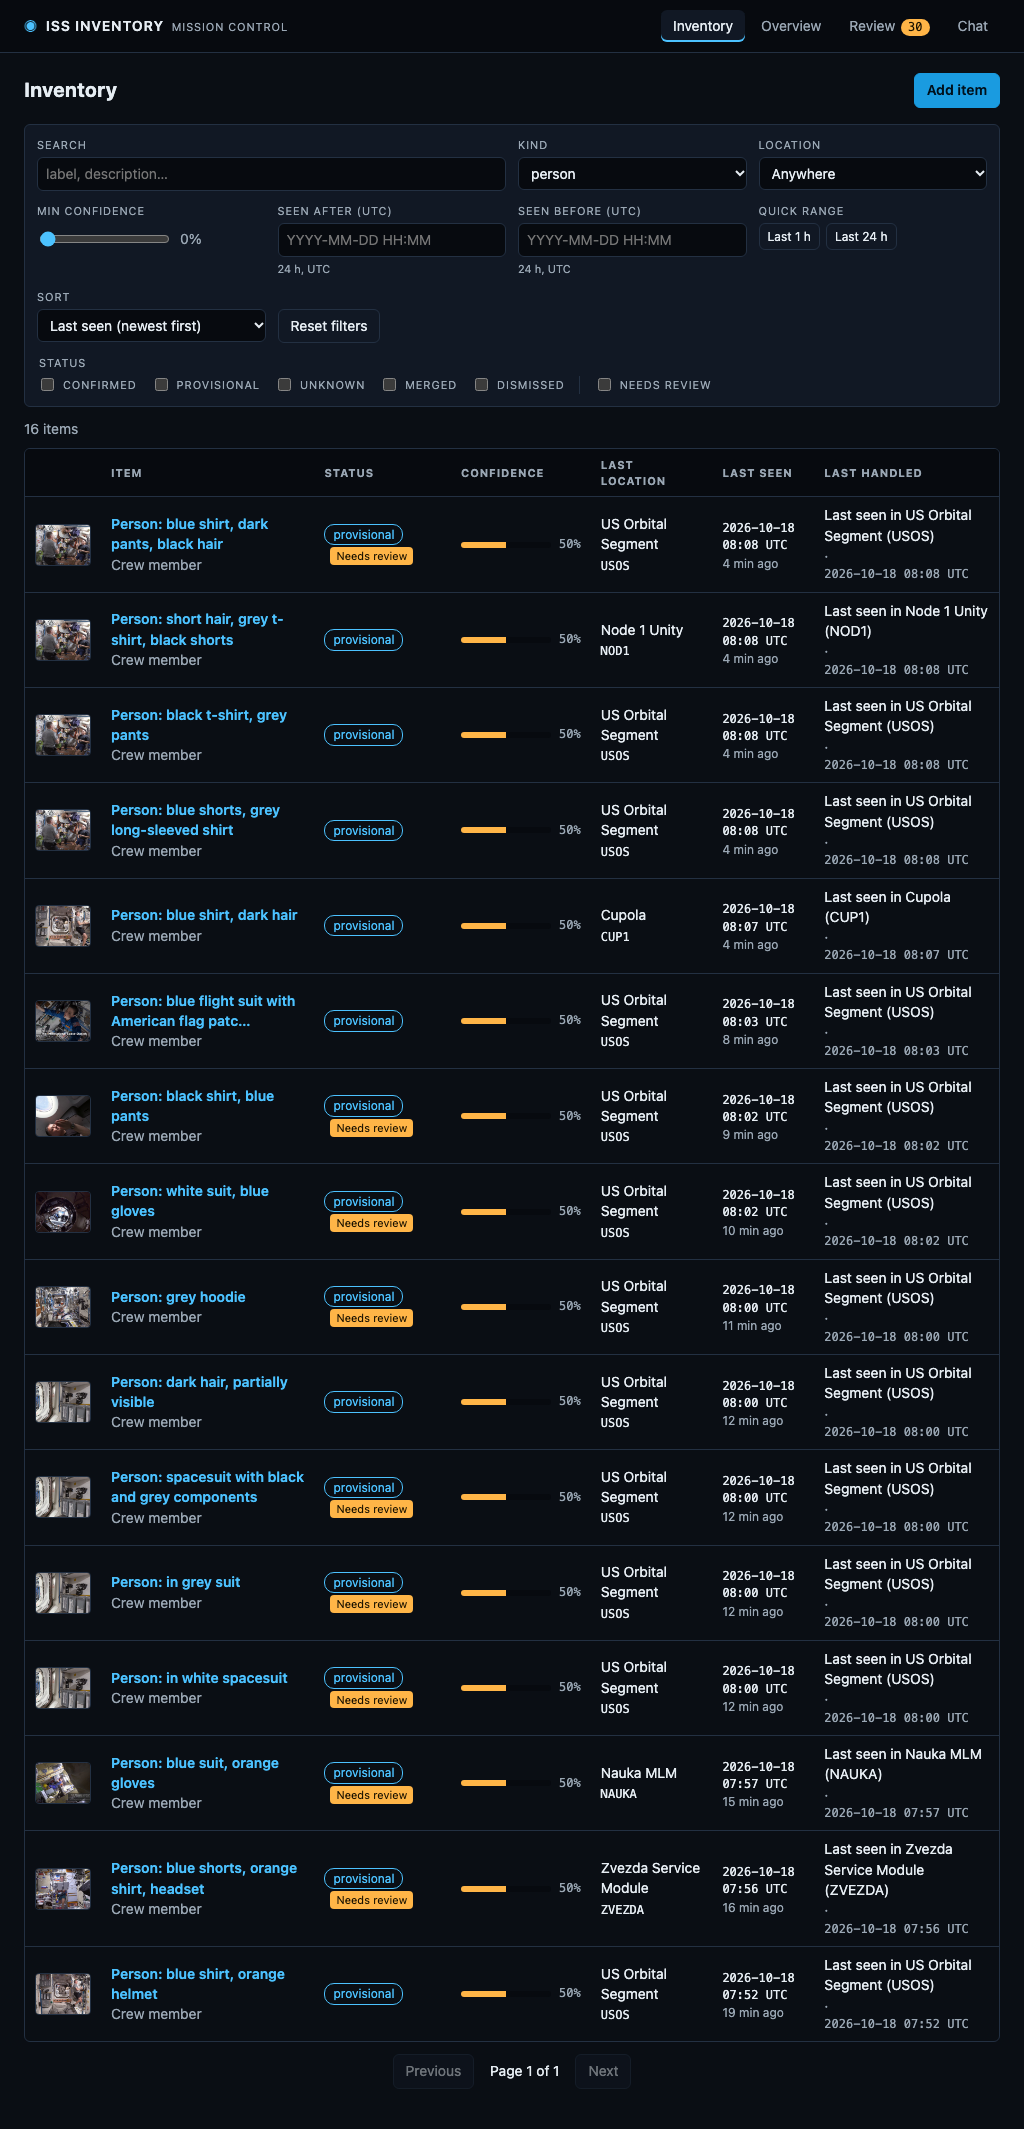 ISS INVENTORY MISSION CONTROL
Inventory Overview Review 30 Chat
Inventory
Add item
SEARCH
label, description...
KIND
person
LOCATION
Anywhere
MIN CONFIDENCE
0%
SEEN AFTER (UTC)
YYYY-MM-DD HH:MM
24 h, UTC
SEEN BEFORE (UTC)
YYYY-MM-DD HH:MM
24 h, UTC
QUICK RANGE
Last 1 h Last 24 h
SORT
Last seen (newest first) Reset filters
STATUS
CONFIRMED PROVISIONAL UNKNOWN MERGED DISMISSED NEEDS REVIEW
16 items
ITEM STATUS CONFIDENCE LAST LOCATION LAST SEEN LAST HANDLED
Person: blue shirt, dark
pants, black hair
Crew member
provisional
Needs review
50%
US Orbital
Segment
USOS
2026-10-18
08:08 UTC
4 min ago
Last seen in US Orbital
Segment (USOS)
·
2026-10-18 08:08 UTC
Person: short hair, grey t-
shirt, black shorts
Crew member
provisional
50%
Node 1 Unity
NOD1
2026-10-18
08:08 UTC
4 min ago
Last seen in Node 1 Unity
(NOD1)
·
2026-10-18 08:08 UTC
Person: black t-shirt, grey
pants
Crew member
provisional
50%
US Orbital
Segment
USOS
2026-10-18
08:08 UTC
4 min ago
Last seen in US Orbital
Segment (USOS)
·
2026-10-18 08:08 UTC
Person: blue shorts, grey
long-sleeved shirt
Crew member
provisional
50%
US Orbital
Segment
USOS
2026-10-18
08:08 UTC
4 min ago
Last seen in US Orbital
Segment (USOS)
·
2026-10-18 08:08 UTC
Person: blue shirt, dark hair
Crew member
provisional
50%
Cupola
CUP1
2026-10-18
08:07 UTC
4 min ago
Last seen in Cupola
(CUP1)
·
2026-10-18 08:07 UTC
Person: blue flight suit with
American flag patc...
Crew member
provisional
50%
US Orbital
Segment
USOS
2026-10-18
08:03 UTC
8 min ago
Last seen in US Orbital
Segment (USOS)
·
2026-10-18 08:03 UTC
Person: black shirt, blue
pants
Crew member
provisional
Needs review
50%
US Orbital
Segment
USOS
2026-10-18
08:02 UTC
9 min ago
Last seen in US Orbital
Segment (USOS)
·
2026-10-18 08:02 UTC
Person: white suit, blue
gloves
Crew member
provisional
Needs review
50%
US Orbital
Segment
USOS
2026-10-18
08:02 UTC
10 min ago
Last seen in US Orbital
Segment (USOS)
·
2026-10-18 08:02 UTC
Person: grey hoodie
Crew member
provisional
Needs review
50%
US Orbital
Segment
USOS
2026-10-18
08:00 UTC
11 min ago
Last seen in US Orbital
Segment (USOS)
·
2026-10-18 08:00 UTC
Person: dark hair, partially
visible
Crew member
provisional
50%
US Orbital
Segment
USOS
2026-10-18
08:00 UTC
12 min ago
Last seen in US Orbital
Segment (USOS)
·
2026-10-18 08:00 UTC
Person: spacesuit with black
and grey components
Crew member
provisional
Needs review
50%
US Orbital
Segment
USOS
2026-10-18
08:00 UTC
12 min ago
Last seen in US Orbital
Segment (USOS)
·
2026-10-18 08:00 UTC
Person: in grey suit
Crew member
provisional
Needs review
50%
US Orbital
Segment
USOS
2026-10-18
08:00 UTC
12 min ago
Last seen in US Orbital
Segment (USOS)
·
2026-10-18 08:00 UTC
Person: in white spacesuit
Crew member
provisional
Needs review
50%
US Orbital
Segment
USOS
2026-10-18
08:00 UTC
12 min ago
Last seen in US Orbital
Segment (USOS)
·
2026-10-18 08:00 UTC
Person: blue suit, orange
gloves
Crew member
provisional
Needs review
50%
Nauka MLM
NAUKA
2026-10-18
07:57 UTC
15 min ago
Last seen in Nauka MLM
(NAUKA)
·
2026-10-18 07:57 UTC
Person: blue shorts, orange
shirt, headset
Crew member
provisional
Needs review
50%
Zvezda Service
Module
ZVEZDA
2026-10-18
07:56 UTC
16 min ago
Last seen in Zvezda
Service Module
(ZVEZDA)
·
2026-10-18 07:56 UTC
Person: blue shirt, orange
helmet
Crew member
provisional
50%
US Orbital
Segment
USOS
2026-10-18
07:52 UTC
19 min ago
Last seen in US Orbital
Segment (USOS)
·
2026-10-18 07:52 UTC
Previous Page 1 of 1 Next